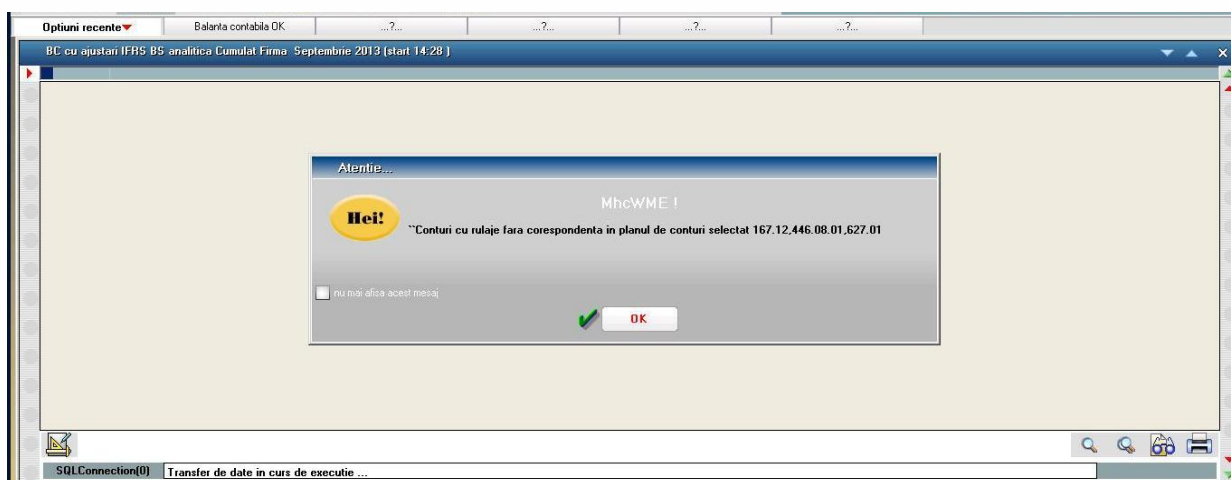 Optiuni recente
Balanta contabila OK
...?...
...?...
...?...
...?...
BC cu ajustari IFRS BS analitica Cumulat Firma Septembrie 2013 (start 14:28 )
Atentie...
MhcWME !
Hei!
``Conturi cu rulaje fara corespondenta in planul de conturi selectat 167.12,446.08.01,627.01
nu mai afisa acest mesaj
OK
SQLConnection(0)
Transfer de date in curs de executie ...